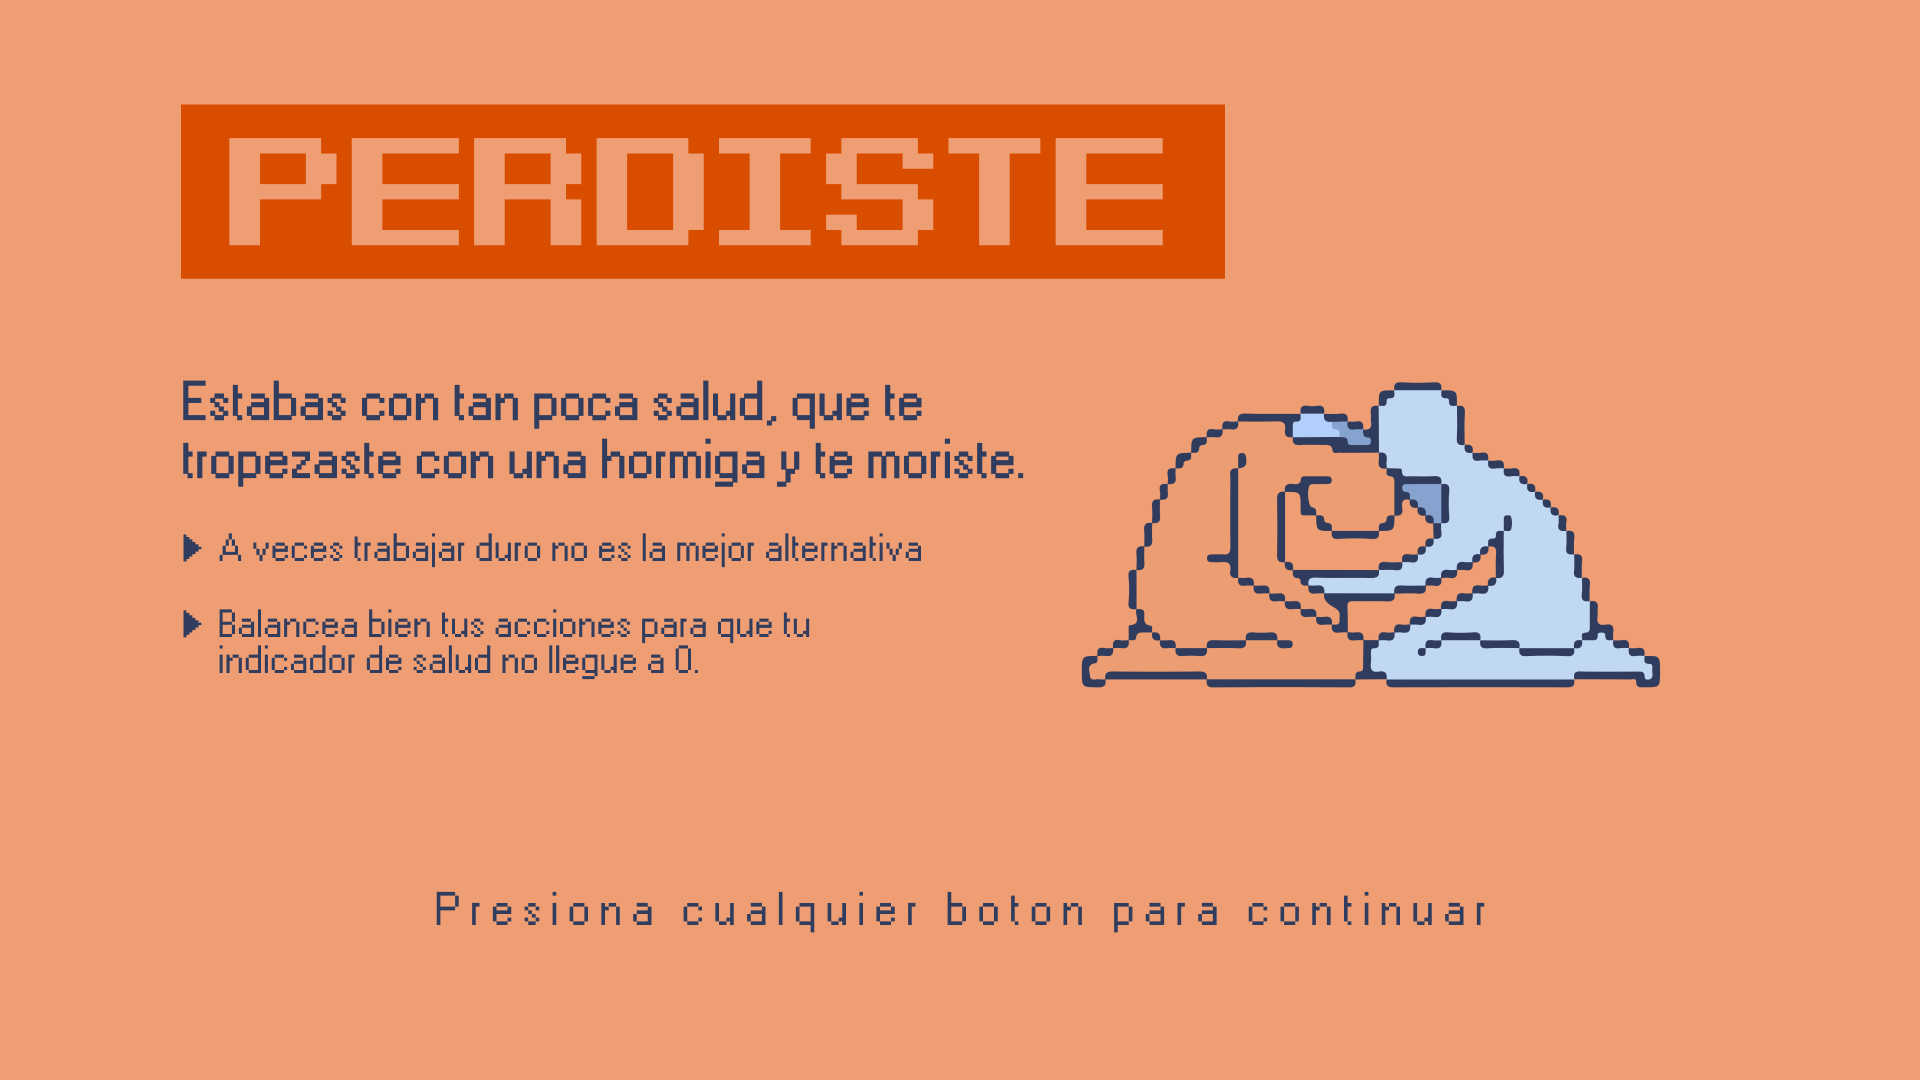 PERDISTE
Estabas con tan poca salud, que te
tropezaste con una hormiga y te moriste.
A veces trabajar duro no es la mejor alternativa
Balancea bien tus acciones para que tu
indicador de salud no llegue a 0.
Presiona cualquier boton para continuar